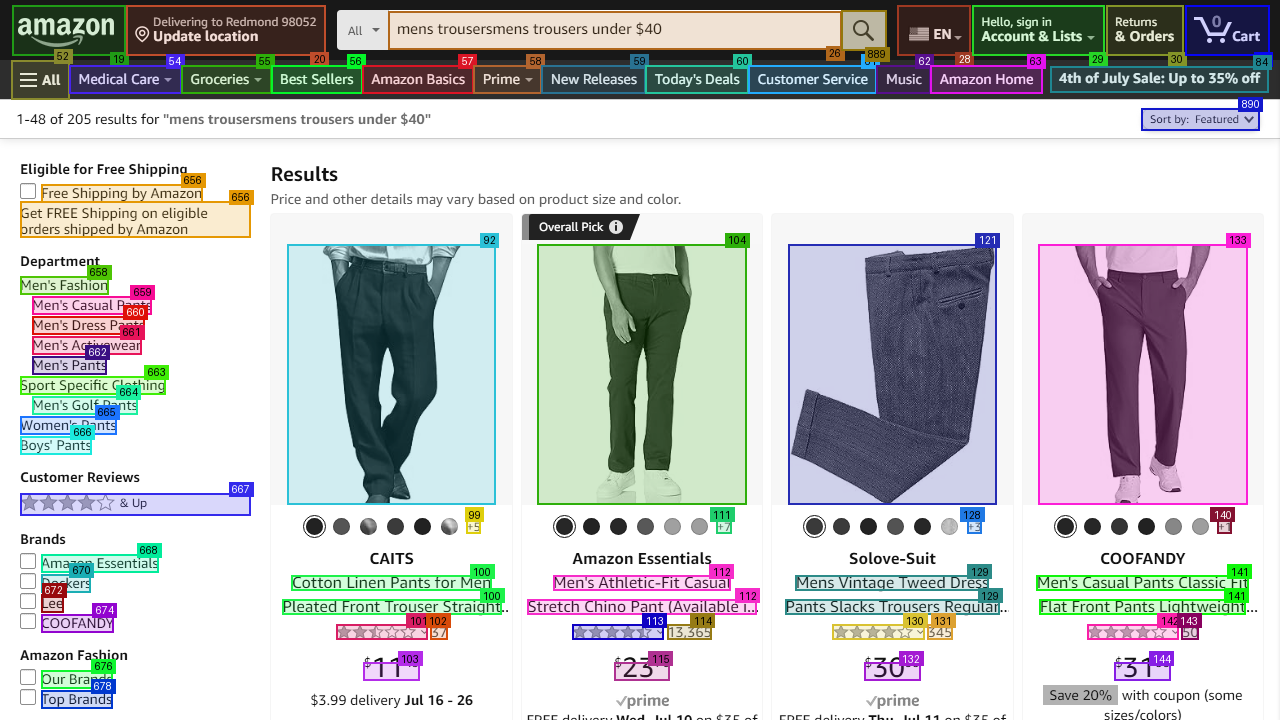 amazon
Delivering to Redmond 98052
Update location
All
mens trousersmens trousers under $40
EN
Hello, sign in
Account & Lists
Returns
& Orders
0
Cart
52
19
54
55
20
56
57
58
26
59
60
889
62
28
63
29
30
84
All
Medical Care
Groceries
Best Sellers
Amazon Basics
Prime
New Releases
Today's Deals
Customer Service
Music
Amazon Home
4th of July Sale: Up to 35% off
1-48 of 205 results for "mens trousersmens trousers under $40"
890
Sort by: Featured
Eligible for Free Shipping
656
Free Shipping by Amazon
656
Get FREE Shipping on eligible
orders shipped by Amazon
Department
658
Men's Fashion
659
Men's Casual Pants
660
Men's Dress Pants
661
Men's Activewear
662
Men's Pants
663
Sport Specific Clothing
664
Men's Golf Pants
665
Women's Pants
666
Boys' Pants
Customer Reviews
667
& Up
Brands
668
Amazon Essentials
670
Dockers
672
Lee
674
COOFANDY
Amazon Fashion
676
Our Brands
678
Top Brands
Results
Price and other details may vary based on product size and color.
92
99
+5
CAITS
100
Cotton Linen Pants for Men
100
Pleated Front Trouser Straight...
101
102
37
103
$11
$3.99 delivery Jul 16 - 26
Overall Pick
104
111
+7
Amazon Essentials
112
Men's Athletic-Fit Casual
112
Stretch Chino Pant (Available i...
113
114
13,365
115
$23
prime
FREE delivery Wed, Jul 10 on $35 of
121
128
+3
Solove-Suit
129
Mens Vintage Tweed Dress
129
Pants Slacks Trousers Regular...
130
131
345
132
$30
prime
FREE delivery Thu, Jul 11 on $35 of
133
140
+1
COOFANDY
141
Men's Casual Pants Classic Fit
141
Flat Front Pants Lightweight...
142
143
50
144
$31
Save 20% with coupon (some
sizes/colors)